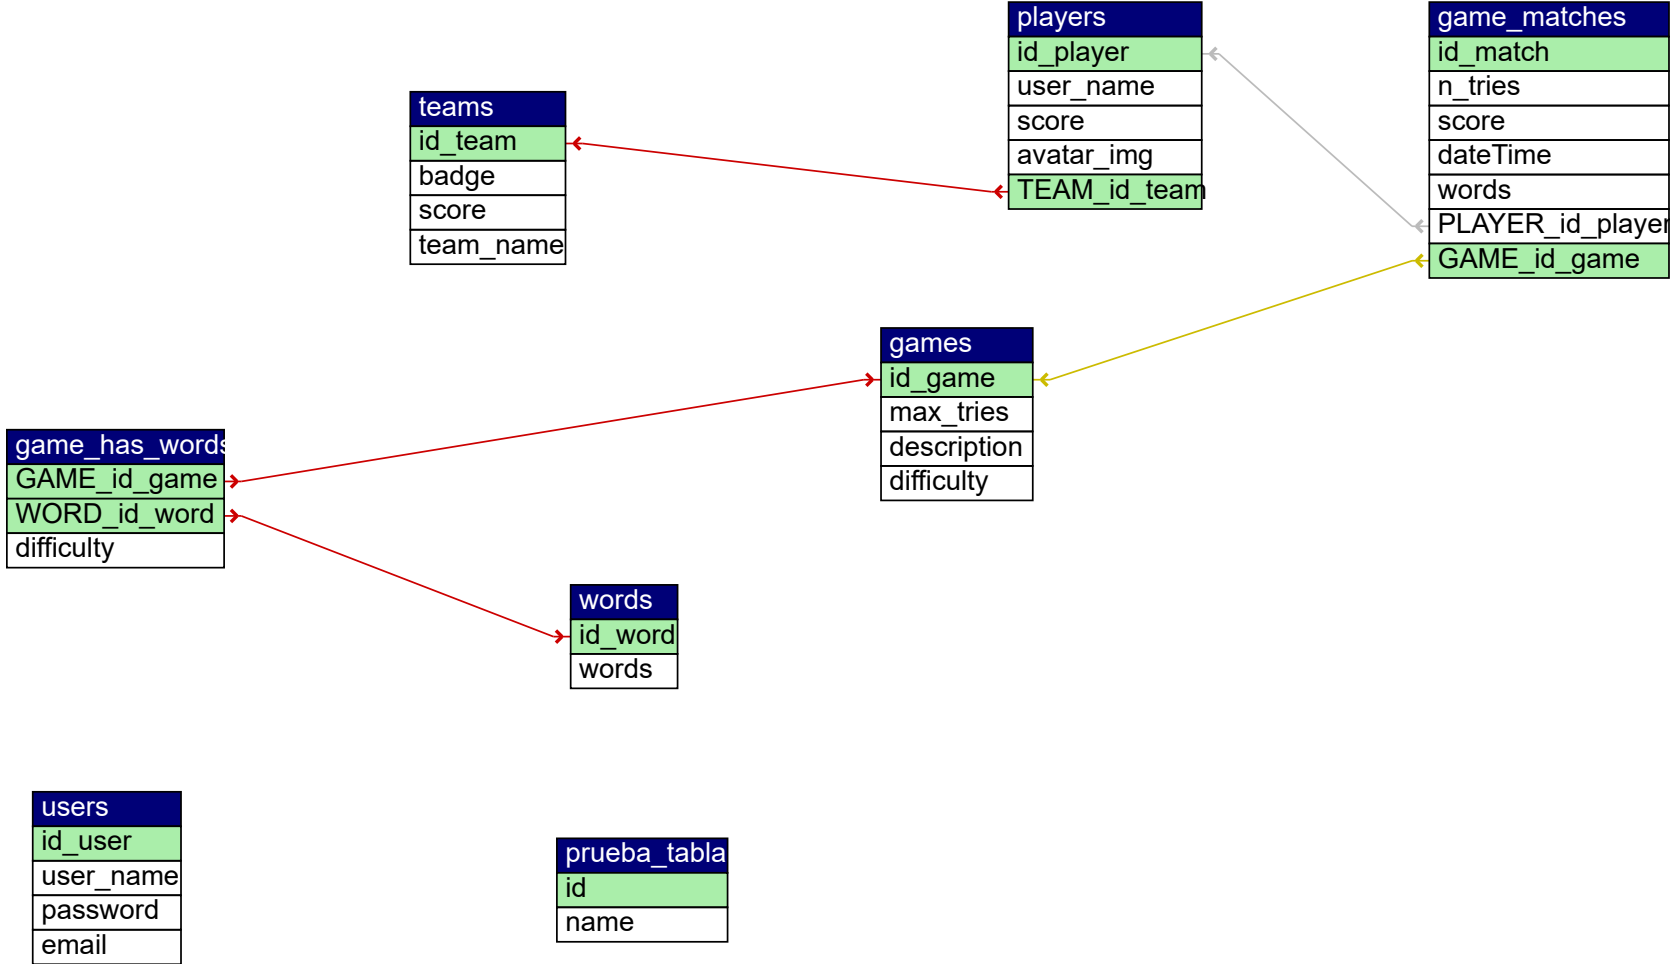 players
id_player
user_name
score
avatar_img
TEAM_id_team
game_matches
id_match
n_tries
score
dateTime
words
PLAYER_id_player
GAME_id_game
teams
id_team
badge
score
team_name
games
id_game
max_tries
description
difficulty
game_has_words
GAME_id_game
WORD_id_word
difficulty
words
id_word
words
users
id_user
user_name
password
email
prueba_tabla
id
name